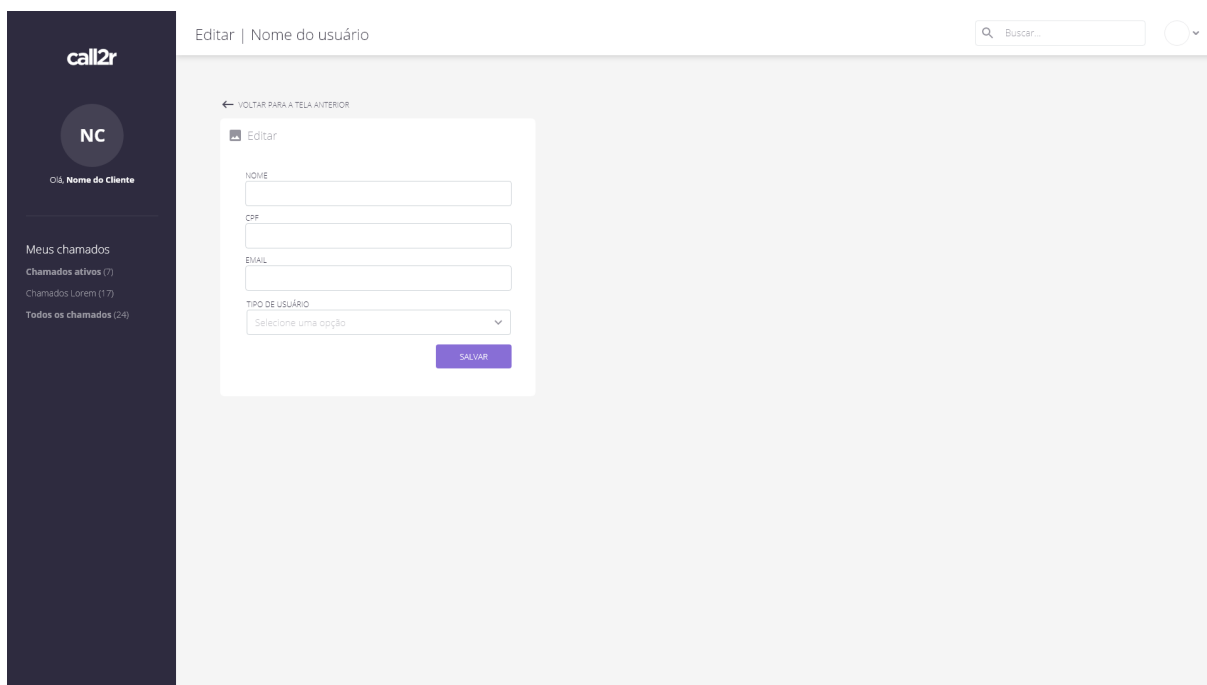 call2r
Editar | Nome do usuário
Buscar...
NC
Olá, Nome do Cliente
Meus chamados
Chamados ativos (7)
Chamados Lorem (17)
Todos os chamados (24)
VOLTAR PARA A TELA ANTERIOR
Editar
NOME
CPF
EMAIL
TIPO DE USUÁRIO
Selecione uma opção
SALVAR